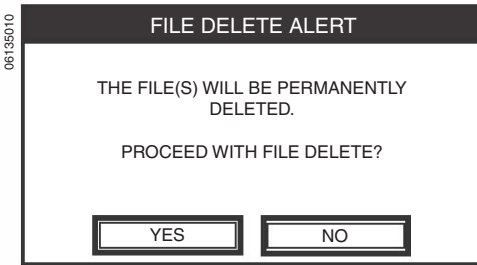 06135010
FILE DELETE ALERT
THE FILE(S) WILL BE PERMANENTLY
DELETED.
PROCEED WITH FILE DELETE?
YES
NO